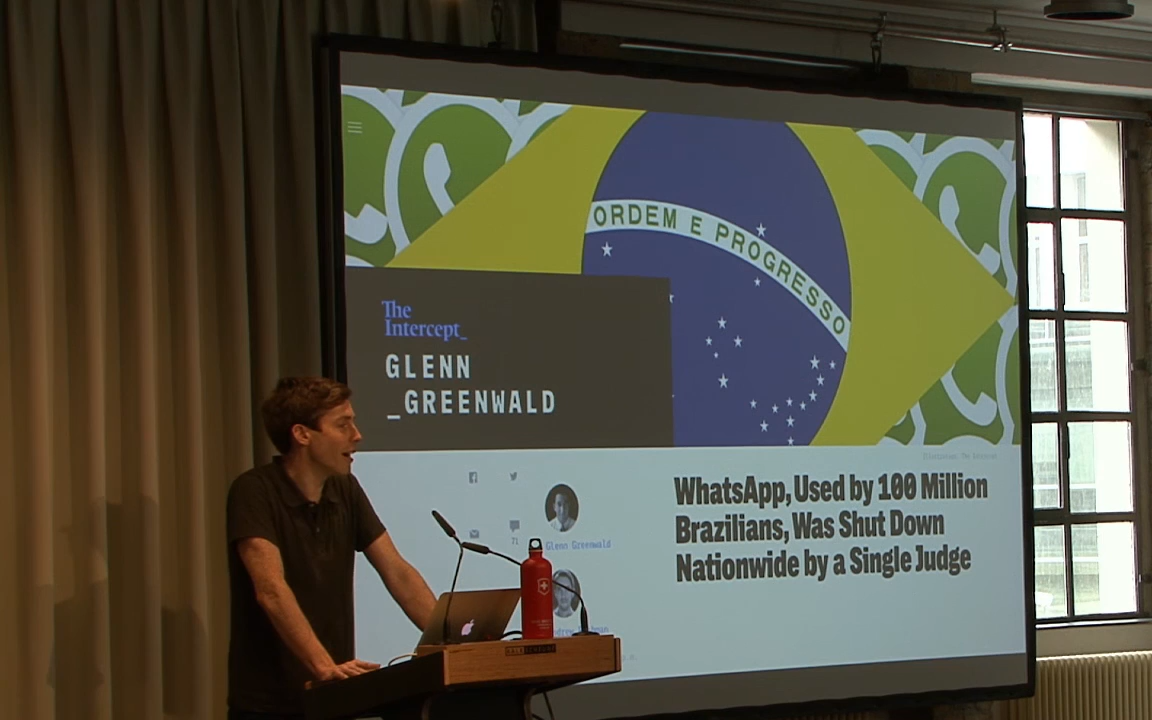 ORDEM E PROGRESSO
The
Intercept_
GLENN
_GREENWALD
WhatsApp, Used by 100 Million
Brazilians, Was Shut Down
Nationwide by a Single Judge
71
Glenn Greenwald